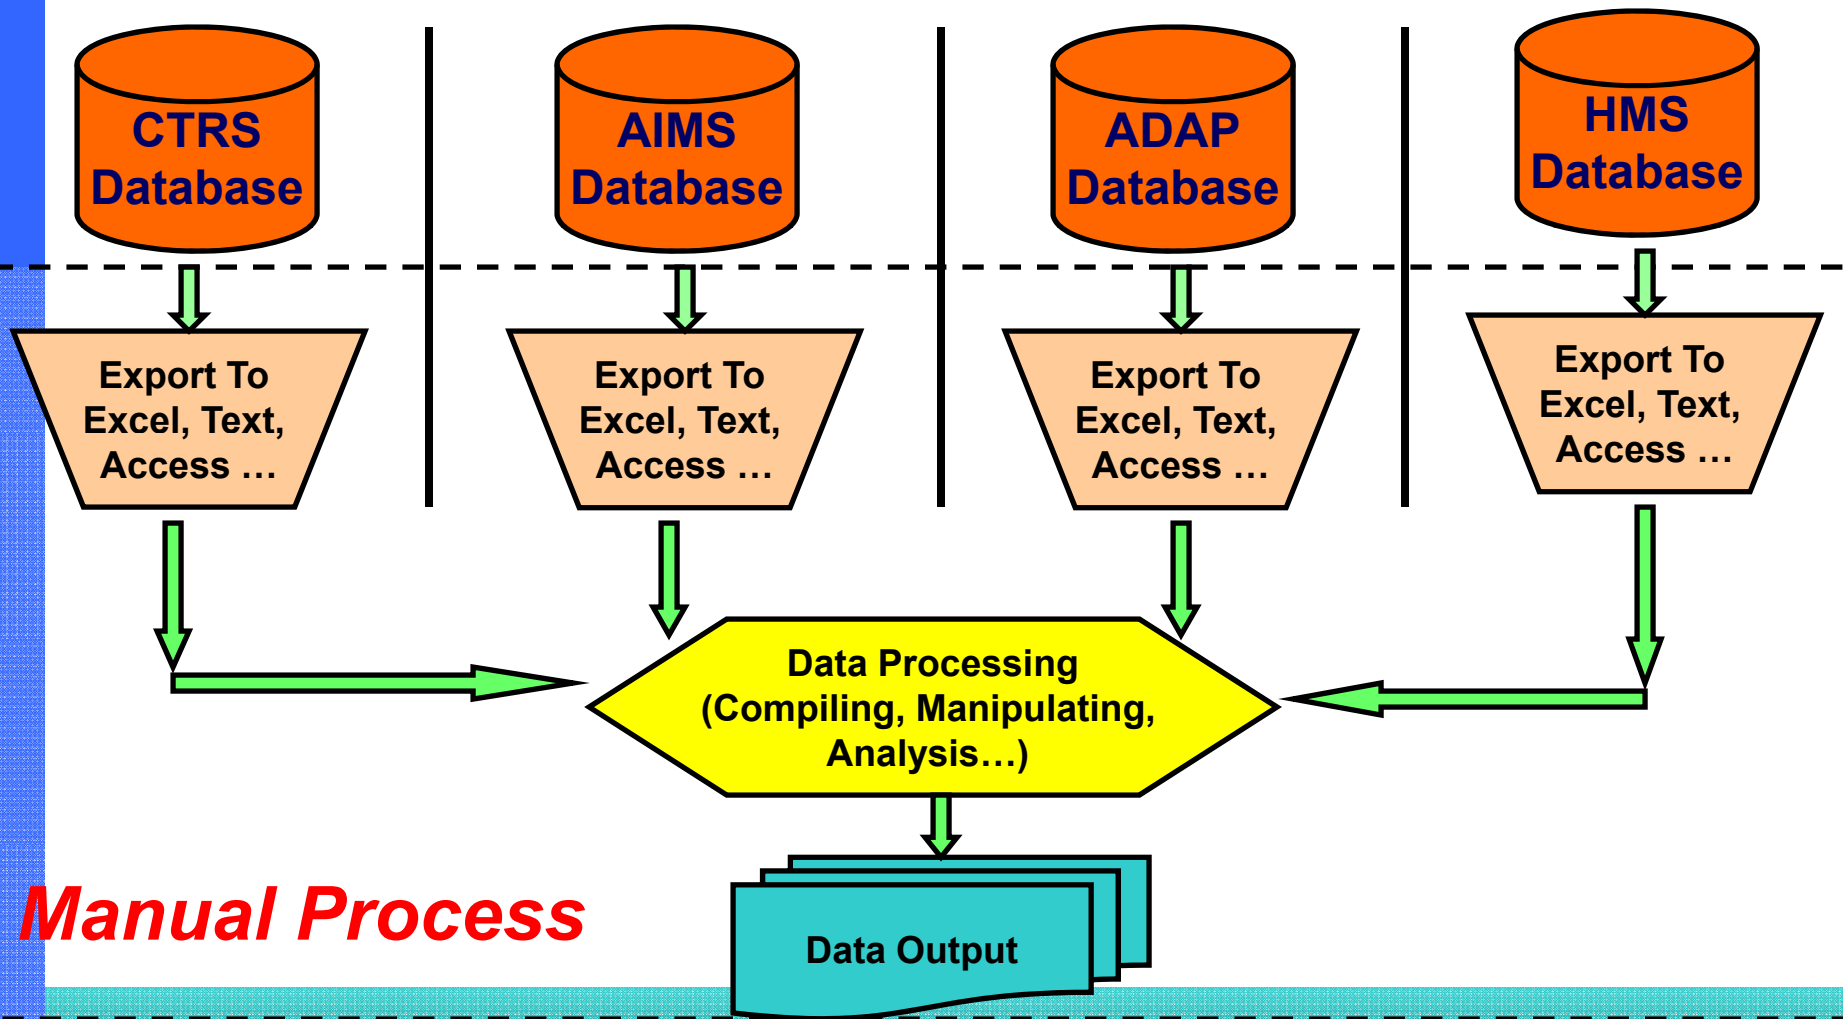 CTRS
Database
AIMS
Database
ADAP
Database
HMS
Database
Export To
Excel, Text,
Access …
Export To
Excel, Text,
Access …
Export To
Excel, Text,
Access …
Export To
Excel, Text,
Access …
Data Processing
(Compiling, Manipulating,
Analysis…)
Manual Process
Data Output